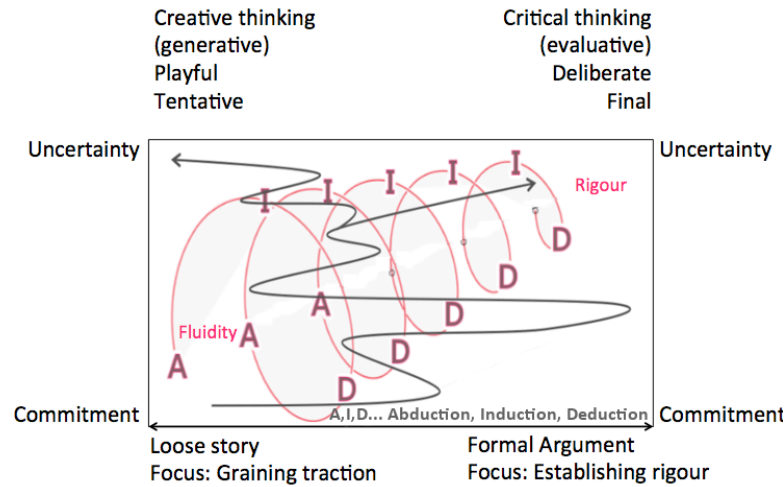 Creative thinking
(generative)
Playful
Tentative
Critical thinking
(evaluative)
Deliberate
Final
Uncertainty
Uncertainty
I
I
I
I
I
Rigour
D
D
A
D
Fluidity
A
D
A
D
A,I,D... Abduction, Induction, Deduction
Commitment
Commitment
Loose story
Focus: Graining traction
Formal Argument
Focus: Establishing rigour